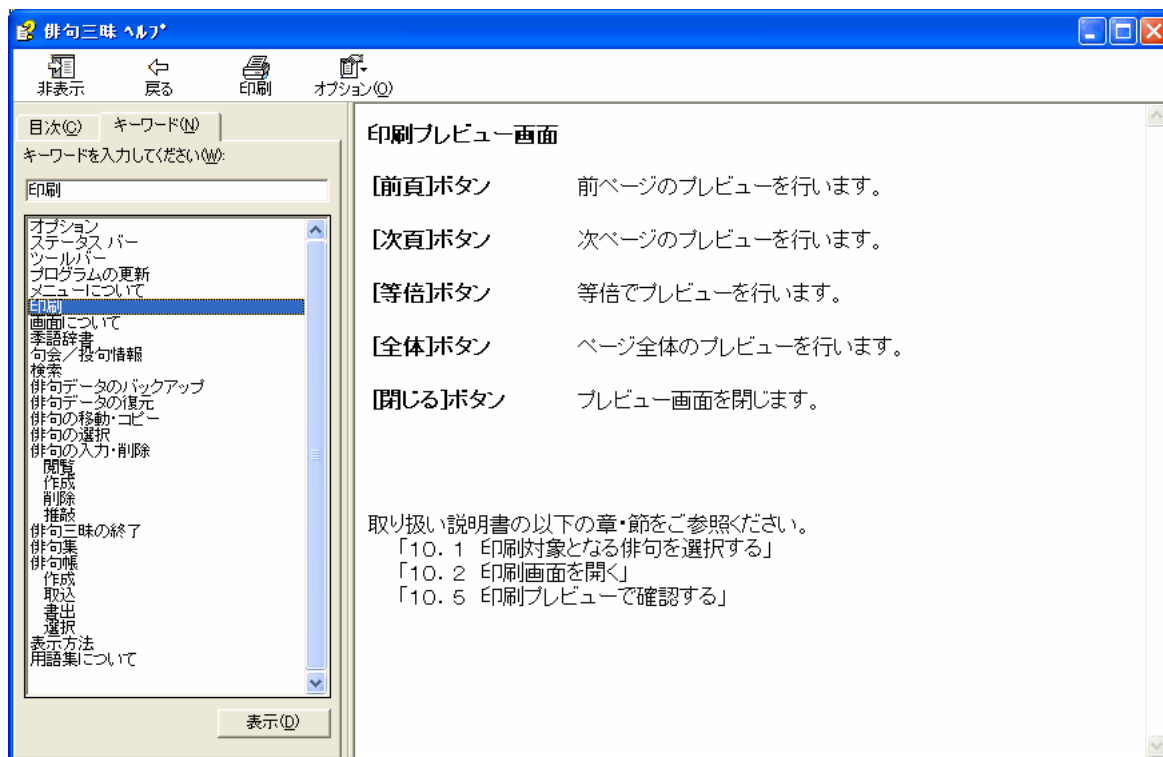 俳句三昧 ヘルプ
非表示 戻る 印刷 オプション(O)
目次(C) キーワード(N)
キーワードを入力してください(W):
印刷
オプション
ステータス バー
ツールバー
プログラムの更新
メニューについて
印刷
画面について
季語辞書
句会/投句情報
検索
俳句データのバックアップ
俳句データの復元
俳句の移動・コピー
俳句の選択
俳句の入力・削除
閲覧
作成
削除
推敲
俳句三昧の終了
俳句集
俳句帳
作成
取込
書出
選択
表示方法
用語集について
表示(D)
印刷プレビュー画面
[前頁]ボタン 前ページのプレビューを行います。
[次頁]ボタン 次ページのプレビューを行います。
[等倍]ボタン 等倍でプレビューを行います。
[全体]ボタン ページ全体のプレビューを行います。
[閉じる]ボタン プレビュー画面を閉じます。
取り扱い説明書の以下の章・節をご参照ください。
「10.1 印刷対象となる俳句を選択する」
「10.2 印刷画面を開く」
「10.5 印刷プレビューで確認する」